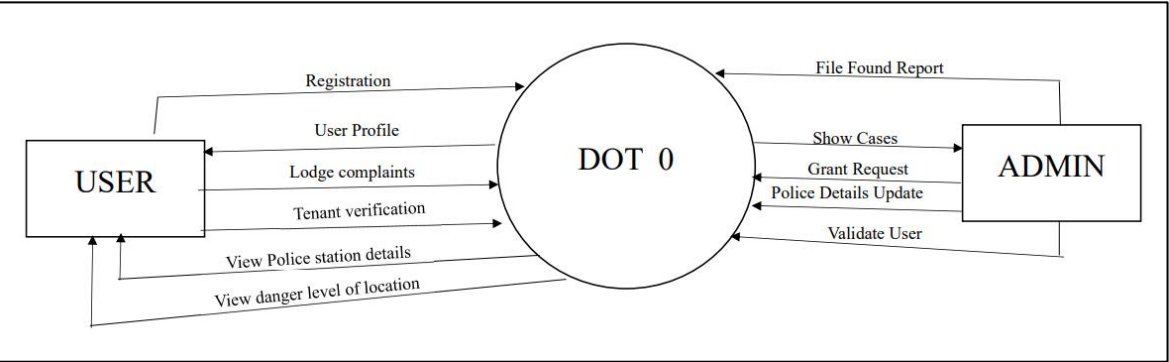 Registration
File Found Report
User Profile
Show Cases
USER
DOT 0
ADMIN
Lodge complaints
Grant Request
Police Details Update
Tenant verification
Validate User
View Police station details
View danger level of location